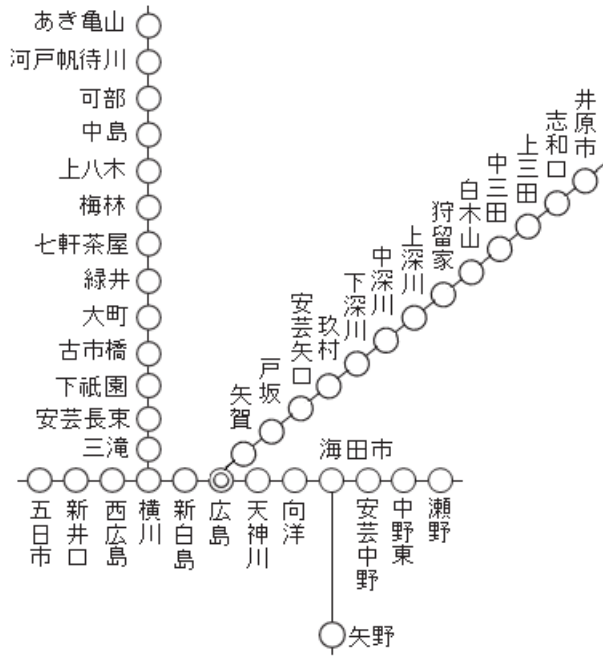 あき亀山
河戸帆待川
可部
中島
上八木
梅林
七軒茶屋
緑井
大町
古市橋
下祇園
安芸長束
三滝
矢賀
戸坂
安芸矢口
玖村
下深川
中深川
上深川
狩留家
白木山
中三田
上三田
志和口
井原市
海田市
五日市
新井口
西広島
横川
新白島
広島
天神川
向洋
安芸中野
中野東
瀬野
矢野